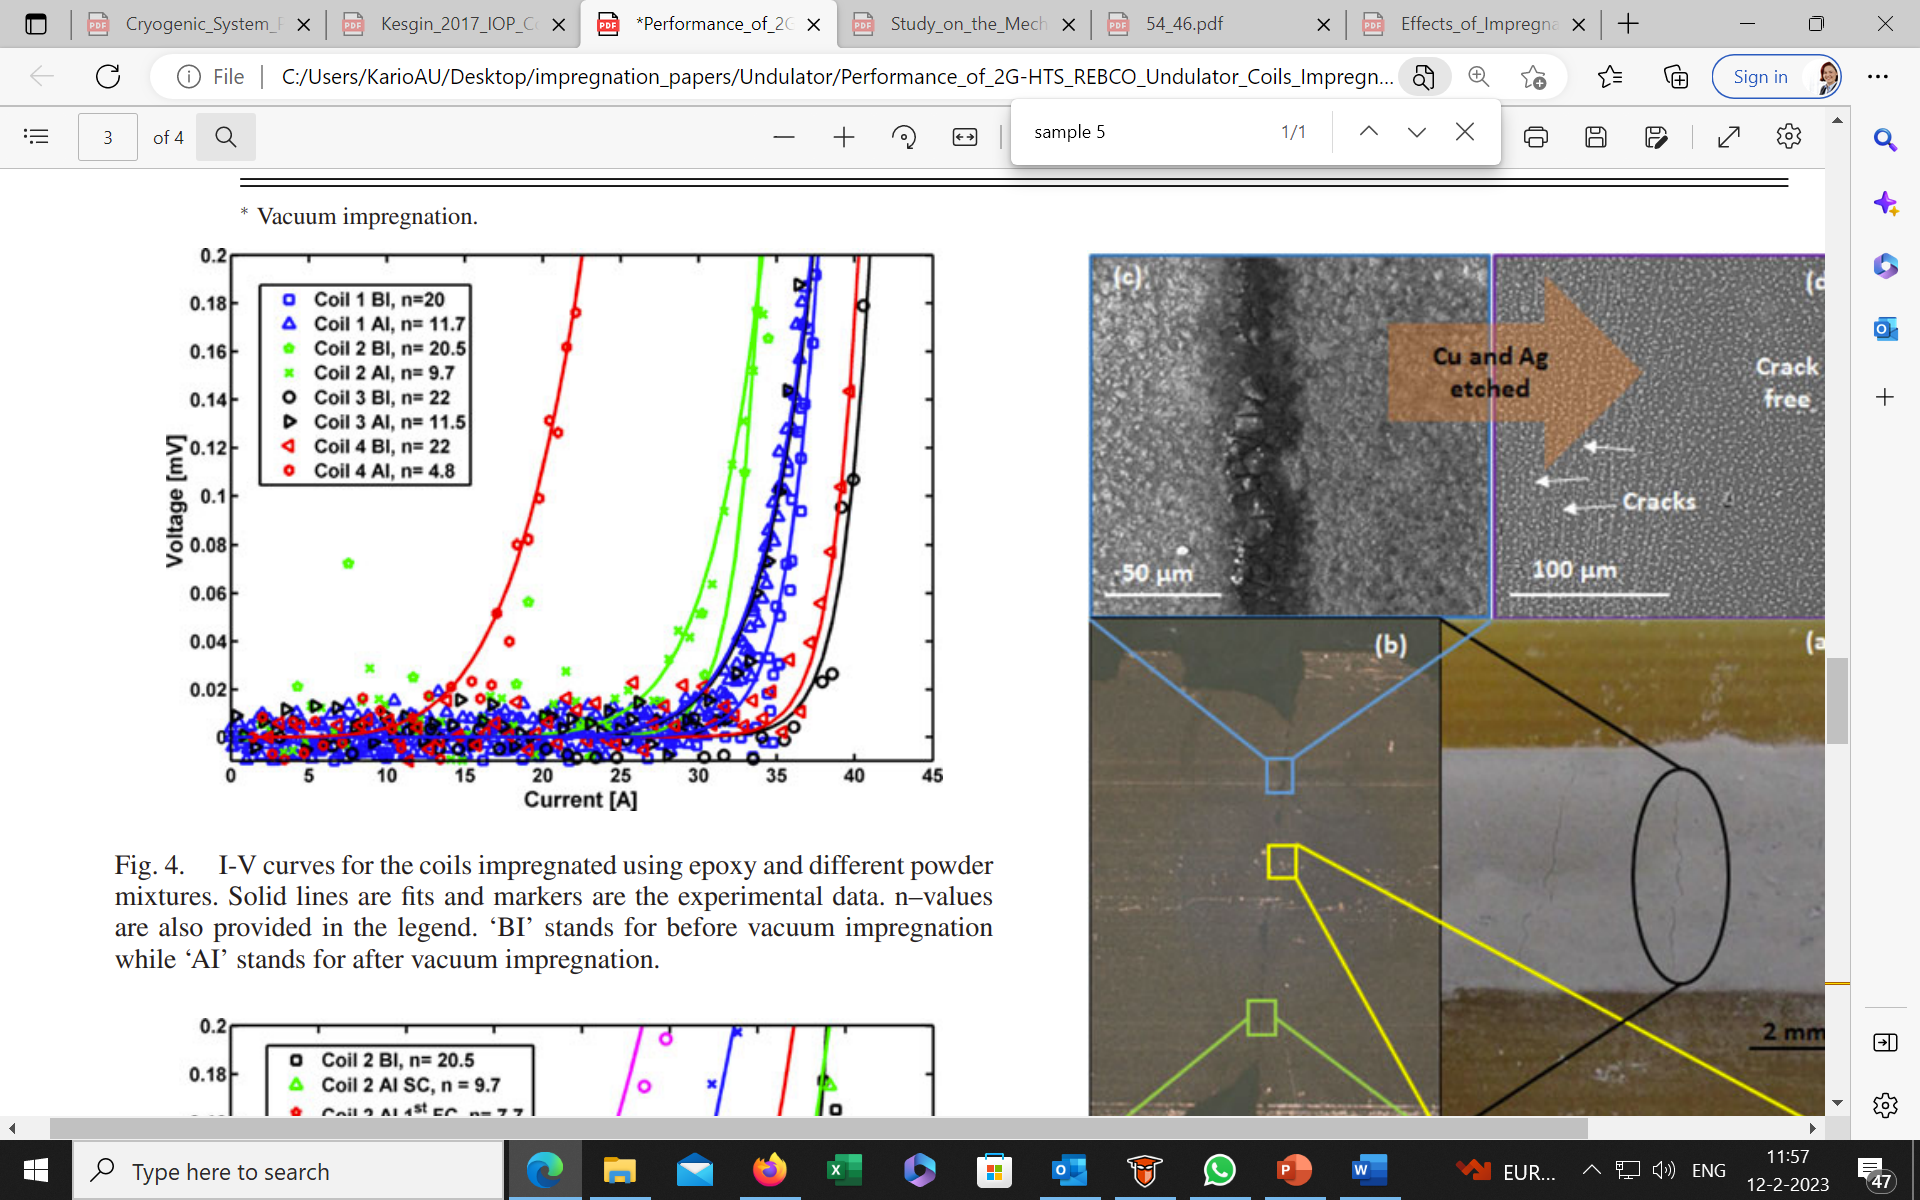 Cryogenic_System_
Kesgin_2017_IOP_C
*Performance_of_2G
Study_on_the_Mech
54_46.pdf
Effects_of_Impregna
File
C:/Users/KarioAU/Desktop/impregnation_papers/Undulator/Performance_of_2G-HTS_REBCO_Undulator_Coils_Impregn...
Sign in
3
of 4
sample 5
1/1
* Vacuum impregnation.
0.2
0.18
0.16
0.14
0.12
0.1
0.08
0.06
0.04
0.02
0
Voltage [mV]
Coil 1 BI, n=20
Coil 1 AI, n= 11.7
Coil 2 BI, n= 20.5
Coil 2 AI, n= 9.7
Coil 3 BI, n= 22
Coil 3 AI, n= 11.5
Coil 4 BI, n= 22
Coil 4 AI, n= 4.8
0 5 10 15 20 25 30 35 40 45
Current [A]
Fig. 4. I-V curves for the coils impregnated using epoxy and different powder
mixtures. Solid lines are fits and markers are the experimental data. n–values
are also provided in the legend. ‘BI’ stands for before vacuum impregnation
while ‘AI’ stands for after vacuum impregnation.
0.2
0.18
Coil 2 BI, n= 20.5
Coil 2 AI SC, n = 9.7
Coil 2 AI 1st FC, n= 7.7
(c)
Cu and Ag
etched
50 µm
(d
Crack
free
Cracks
100 µm
(b)
(a
2 mm
Type here to search
EUR...
ENG
11:57
12-2-2023
47